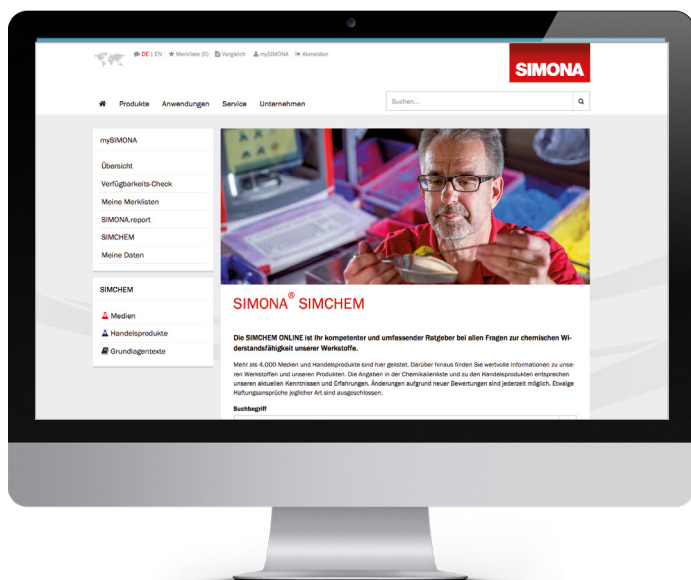 DE | EN Merkliste (0) Vergleich mySIMONA Abmelden
SIMONA
Produkte Anwendungen Service Unternehmen
Suchen...
mySIMONA
Übersicht
Verfügbarkeits-Check
Meine Merklisten
SIMONA.report
SIMCHEM
Meine Daten
SIMCHEM
Medien
Handelsprodukte
Grundlagentexte
SIMONA® SIMCHEM
Die SIMCHEM ONLINE ist Ihr kompetenter und umfassender Ratgeber bei allen Fragen zur chemischen Wi-
derstandsfähigkeit unserer Werkstoffe.
Mehr als 4.000 Medien und Handelsprodukte sind hier gelistet. Darüber hinaus finden Sie wertvolle Informationen zu unse-
ren Werkstoffen und unseren Produkten. Die Angaben in der Chemikalienliste und zu den Handelsprodukten entsprechen
unseren aktuellen Kenntnissen und Erfahrungen. Änderungen aufgrund neuer Bewertungen sind jederzeit möglich. Etwaige
Haftungsansprüche jeglicher Art sind ausgeschlossen.
Suchbegriff